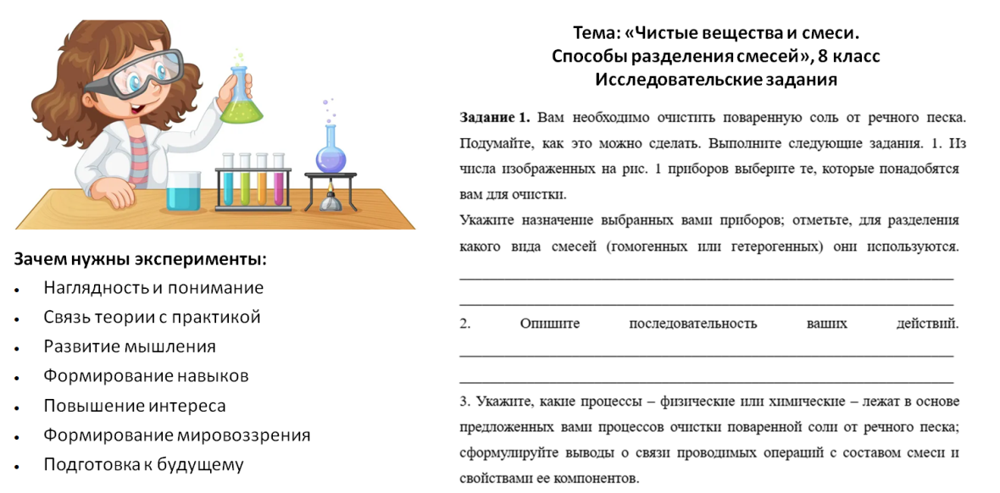 Зачем нужны эксперименты:
• Наглядность и понимание
• Связь теории с практикой
• Развитие мышления
• Формирование навыков
• Повышение интереса
• Формирование мировоззрения
• Подготовка к будущему
Тема: «Чистые вещества и смеси.
Способы разделения смесей», 8 класс
Исследовательские задания
Задание 1. Вам необходимо очистить поваренную соль от речного песка.
Подумайте, как это можно сделать. Выполните следующие задания. 1. Из
числа изображенных на рис. 1 приборов выберите те, которые понадобятся
вам для очистки.
Укажите назначение выбранных вами приборов; отметьте, для разделения
какого вида смесей (гомогенных или гетерогенных) они используются.
2. Опишите последовательность ваших действий.
3. Укажите, какие процессы – физические или химические – лежат в основе
предложенных вами процессов очистки поваренной соли от речного песка;
сформулируйте выводы о связи проводимых операций с составом смеси и
свойствами ее компонентов.